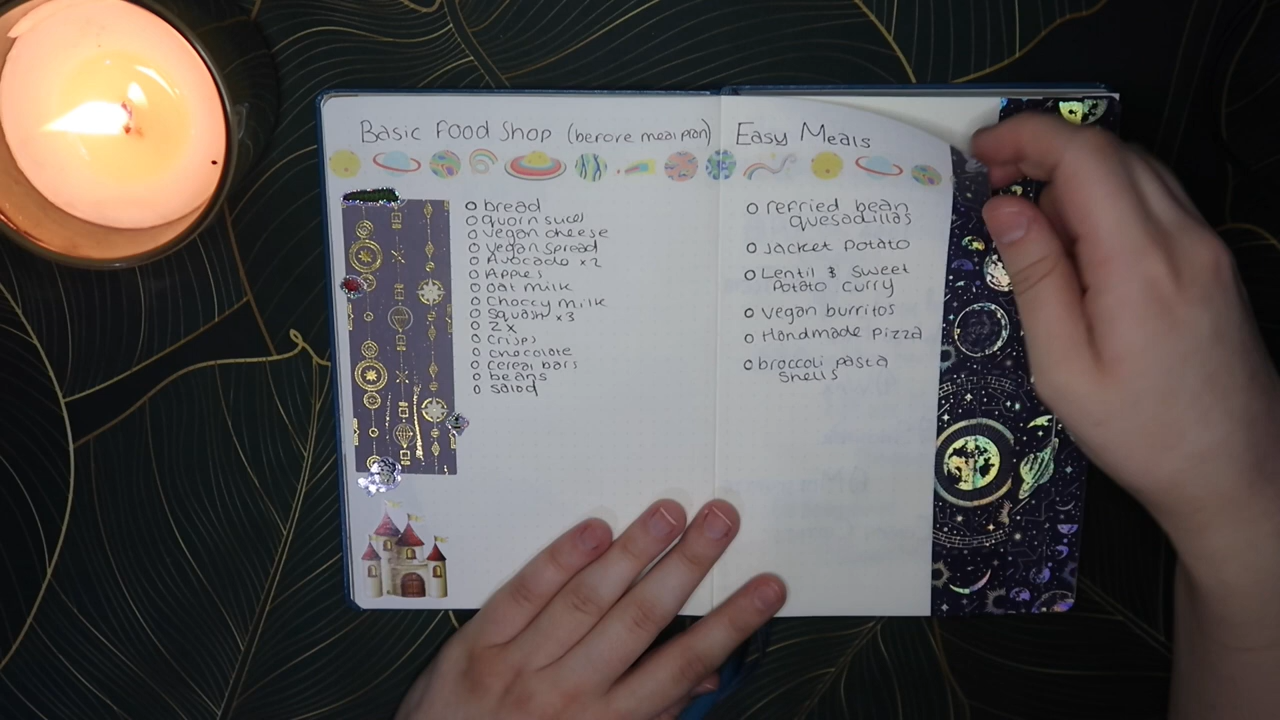 Basic Food Shop (before meal plan)
bread
quorn
vegan cheese
vegan spread
Avocado x2
Apples
oat milk
choccy milk
squash x3
crisps
chocolate
cereal bars
beans
salad
Easy Meals
refried bean
quesadillas
Jacket Potato
Lentil & Sweet
Potato curry
vegan burritos
Handmade Pizza
broccoli pasta
shells